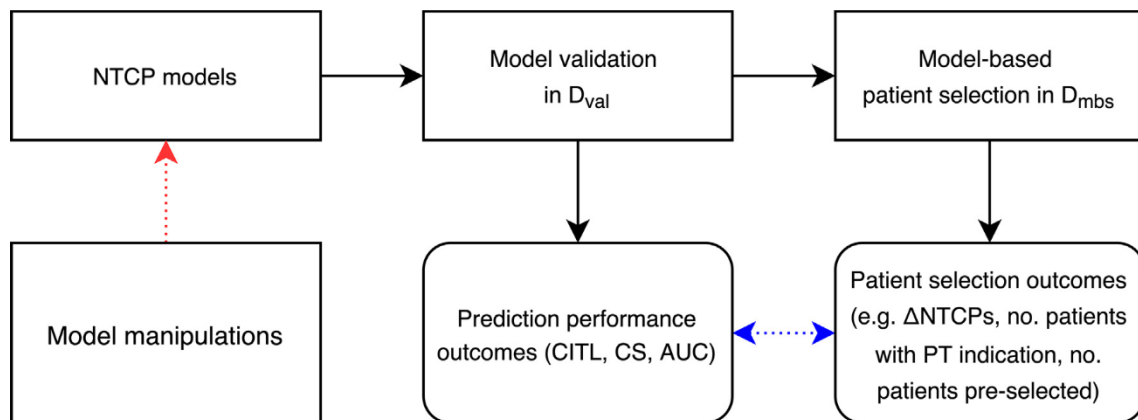 NTCP models
Model validation
in Dval
Model-based
patient selection in Dmbs
Model manipulations
Prediction performance
outcomes (CITL, CS, AUC)
Patient selection outcomes
(e.g. ΔNTCPs, no. patients
with PT indication, no.
patients pre-selected)